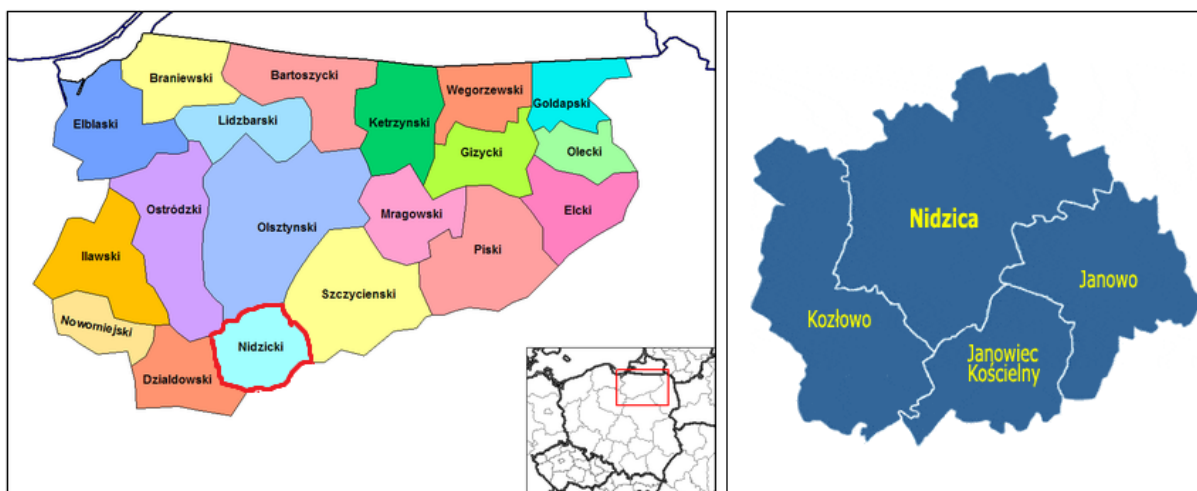 Braniewski
Bartoszycki
Wegorzewski
Goldapski
Elblaski
Lidzbarski
Ketrzynski
Gizycki
Olecki
Ostródzki
Olsztynski
Mragowski
Elcki
Ilawski
Piski
Szczycienski
Nowomiejski
Nidzicki
Dzialdowski
Nidzica
Janowo
Kozłowo
Janowiec
Kościelny